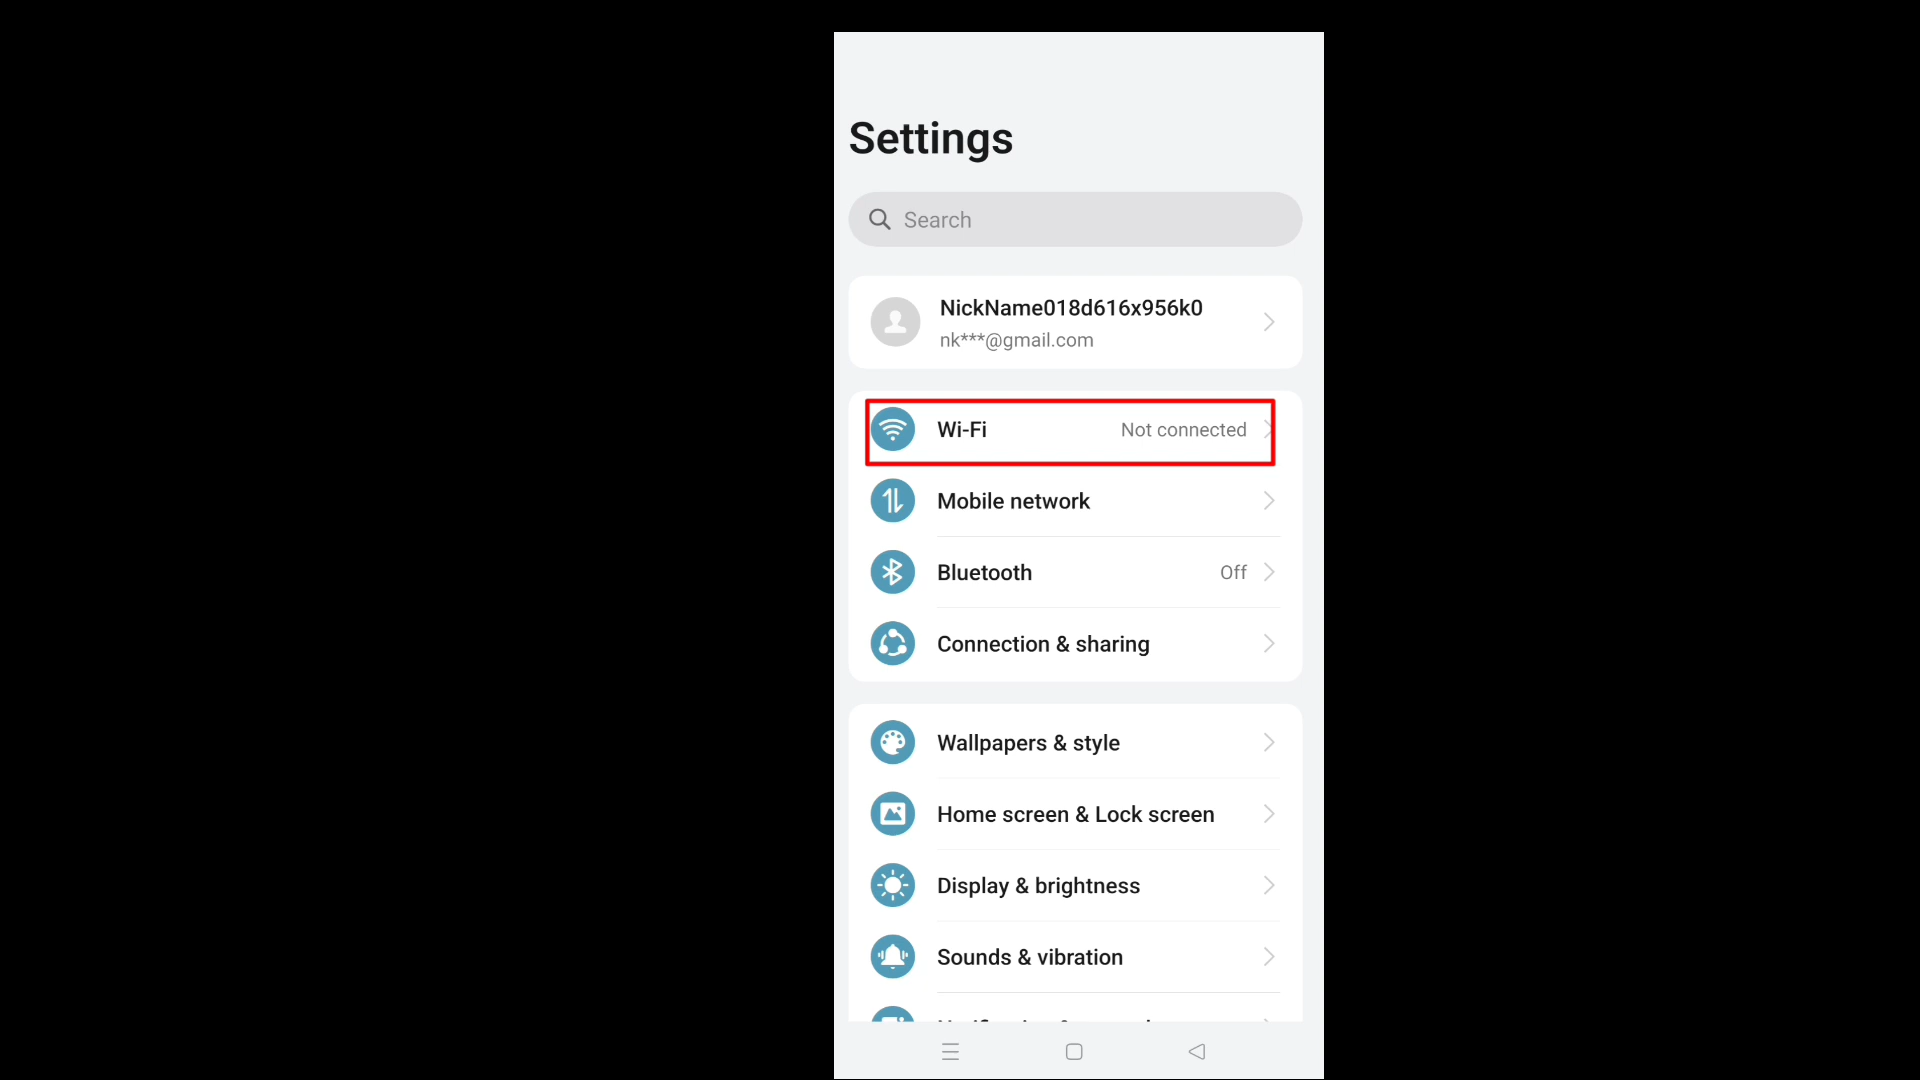 Settings
Search
NickName018d616x956k0
nk***@gmail.com
Wi-Fi Not connected
Mobile network
Bluetooth Off
Connection & sharing
Wallpapers & style
Home screen & Lock screen
Display & brightness
Sounds & vibration